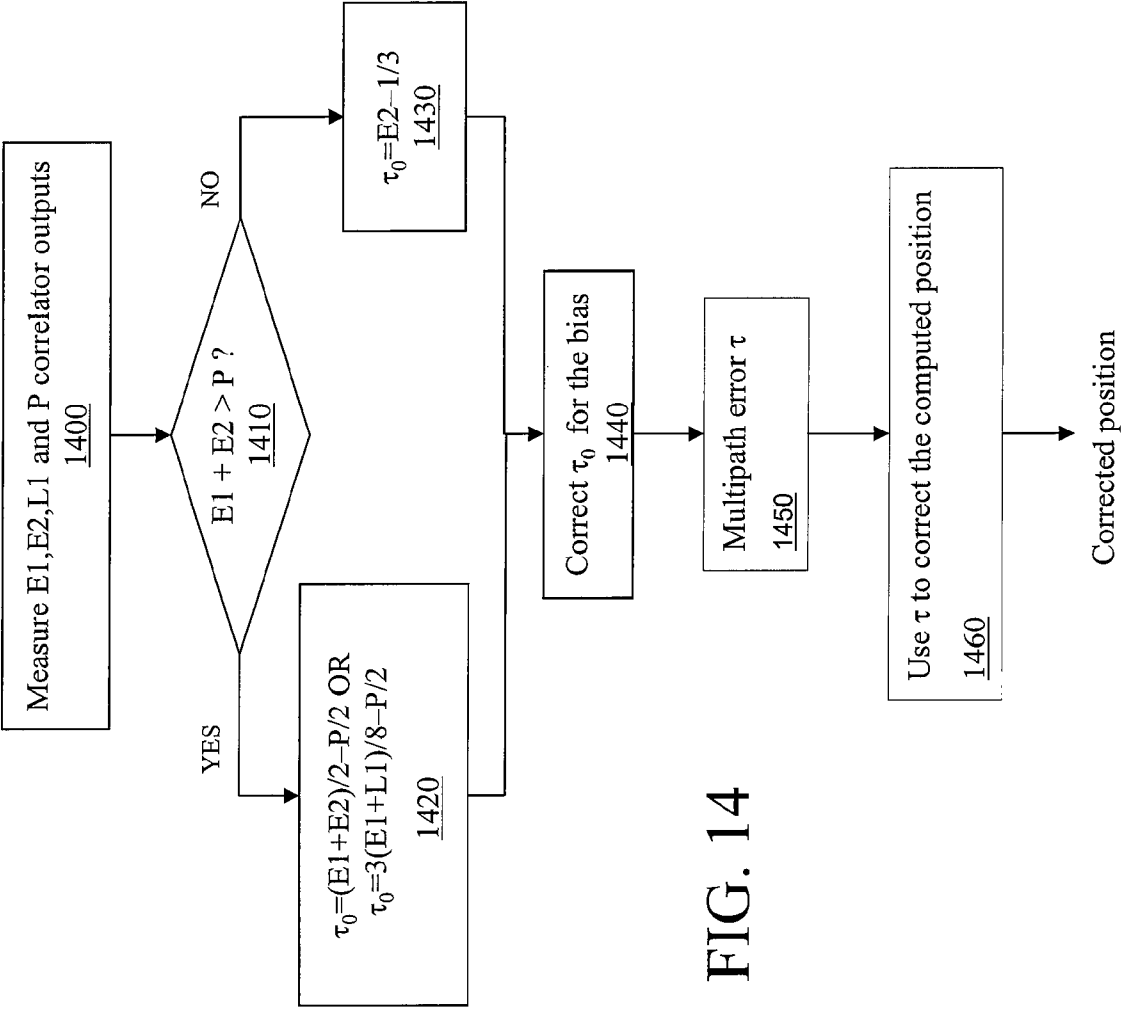 Measure E1,E2,L1 and P correlator outputs
1400
E1 + E2 > P ?
1410
YES
NO
τ₀=(E1+E2)/2–P/2 OR
τ₀=3(E1+L1)/8–P/2
1420
τ₀=E2–1/3
1430
Correct τ₀ for the bias
1440
Multipath error τ
1450
Use τ to correct the computed position
1460
Corrected position
FIG. 14